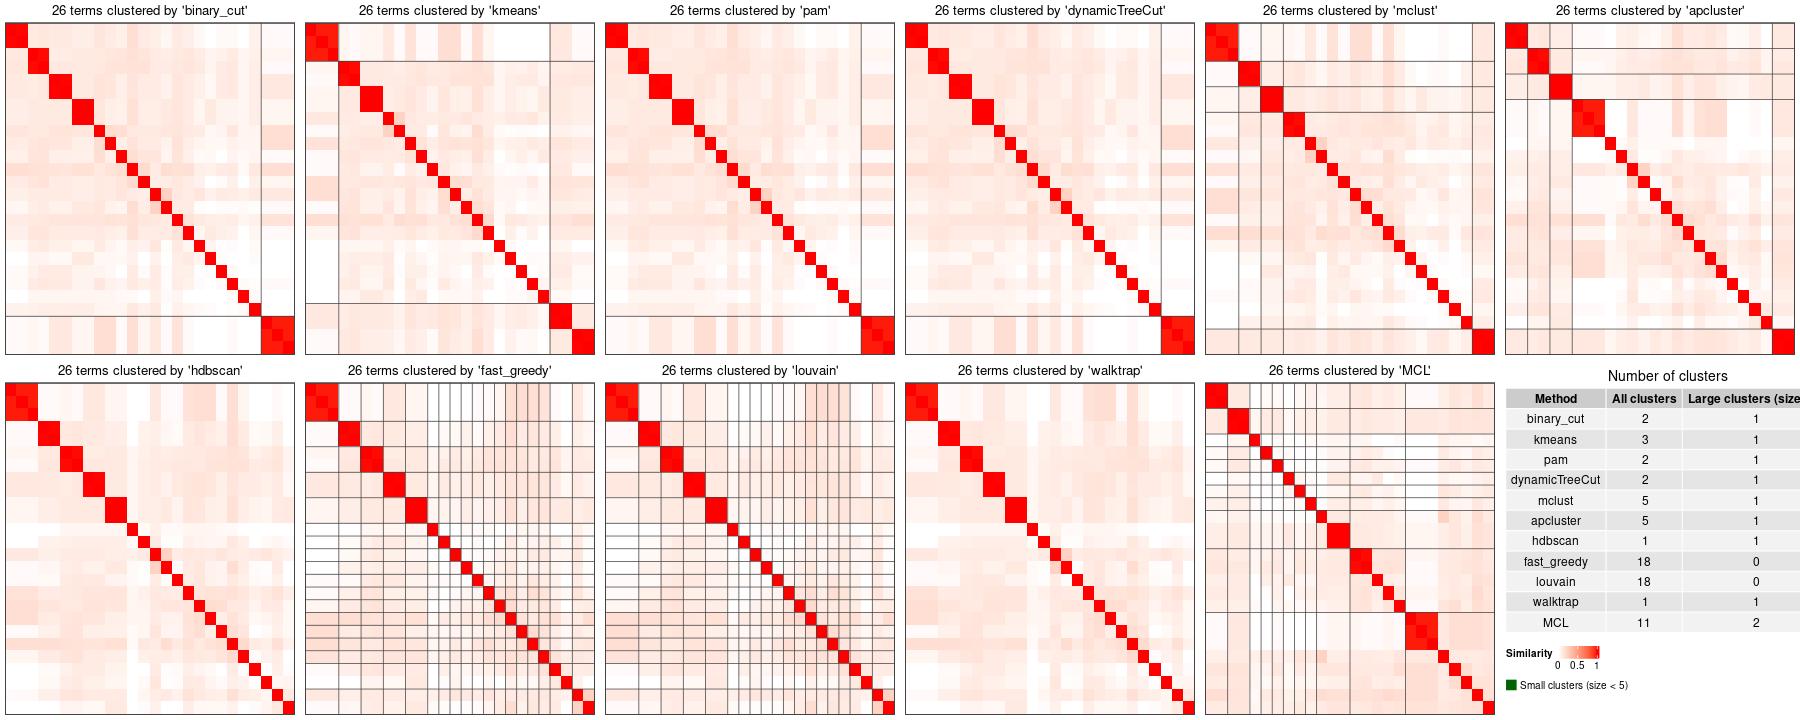 26 terms clustered by 'binary_cut'
26 terms clustered by 'kmeans'
26 terms clustered by 'pam'
26 terms clustered by 'dynamicTreeCut'
26 terms clustered by 'mclust'
26 terms clustered by 'apcluster'
26 terms clustered by 'hdbscan'
26 terms clustered by 'fast_greedy'
26 terms clustered by 'louvain'
26 terms clustered by 'walktrap'
26 terms clustered by 'MCL'
Number of clusters
Method All clusters Large clusters (size
binary_cut 2 1
kmeans 3 1
pam 2 1
dynamicTreeCut 2 1
mclust 5 1
apcluster 5 1
hdbscan 1 1
fast_greedy 18 0
louvain 18 0
walktrap 1 1
MCL 11 2
Similarity
0 0.5 1
Small clusters (size < 5)